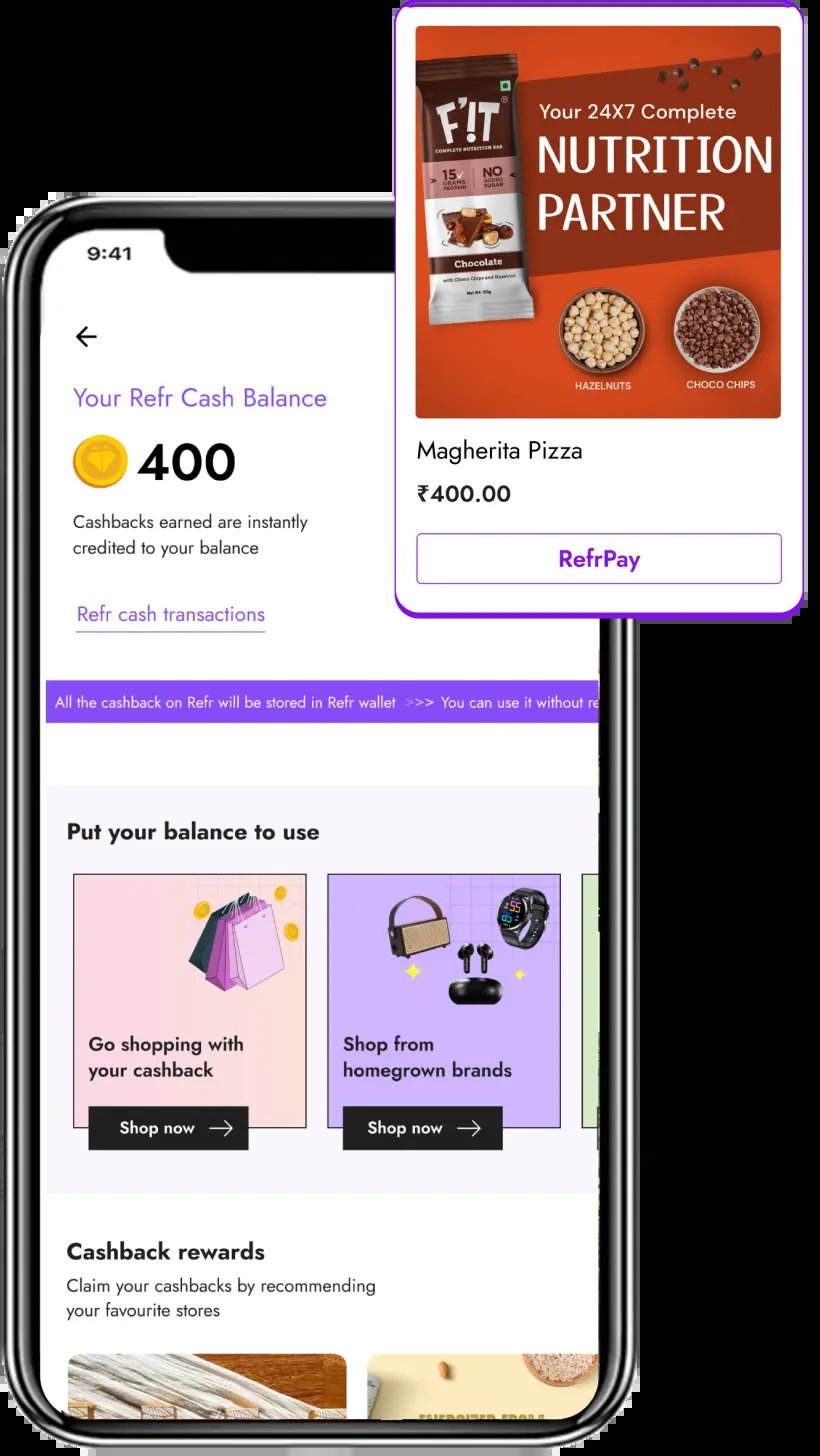 F'!T
COMPLETE NUTRITION BAR
15
GRAMS
PROTEIN
NO
ADDED
SUGAR
Chocolate
with Choco Chips and Hazelnut
Net Wt: 50g
Your 24X7 Complete
NUTRITION
PARTNER
HAZELNUTS
CHOCO CHIPS
Magherita Pizza
₹400.00
RefrPay
9:41
Your Refr Cash Balance
400
Cashbacks earned are instantly
credited to your balance
Refr cash transactions
All the cashback on Refr will be stored in Refr wallet >>> You can use it without re
Put your balance to use
Go shopping with
your cashback
Shop now
Shop from
homegrown brands
Shop now
Cashback rewards
Claim your cashbacks by recommending
your favourite stores